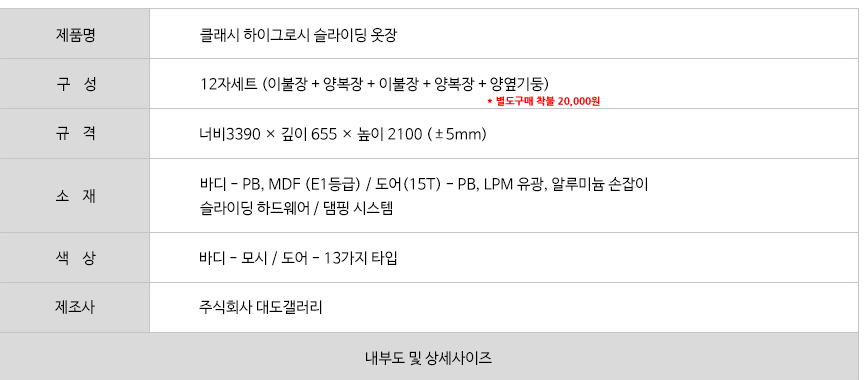 제품명 클래시 하이그로시 슬라이딩 옷장
구 성 12자세트 (이불장 + 양복장 + 이불장 + 양복장 + 양옆기둥)
* 별도구매 착불 20,000원
규 격 너비3390 × 깊이 655 × 높이 2100 (±5mm)
소 재 바디 - PB, MDF (E1등급) / 도어(15T) - PB, LPM 유광, 알루미늄 손잡이
슬라이딩 하드웨어 / 댐핑 시스템
색 상 바디 - 모시 / 도어 - 13가지 타입
제조사 주식회사 대도갤러리
내부도 및 상세사이즈